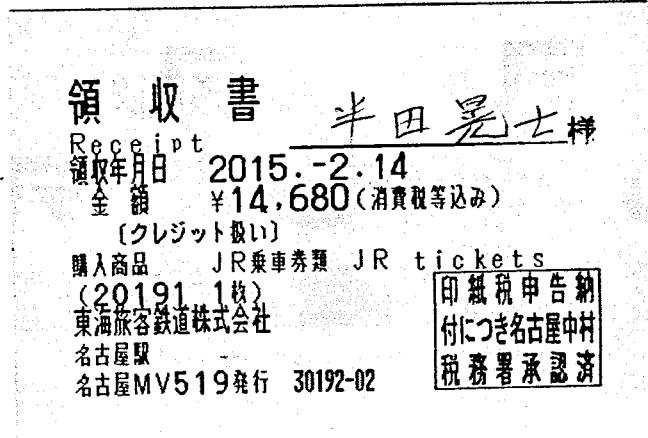 領収書
半田晃士様
Receipt
領収年月日 2015.-2.14
金額 ¥14,680(消費税等込み)
〔クレジット扱い〕
購入商品 JR乗車券類 JR tickets
(20191 1枚)
東海旅客鉄道株式会社
名古屋駅
名古屋MV519発行 30192-02
印紙税申告納
付につき名古屋中村
税務署承認済